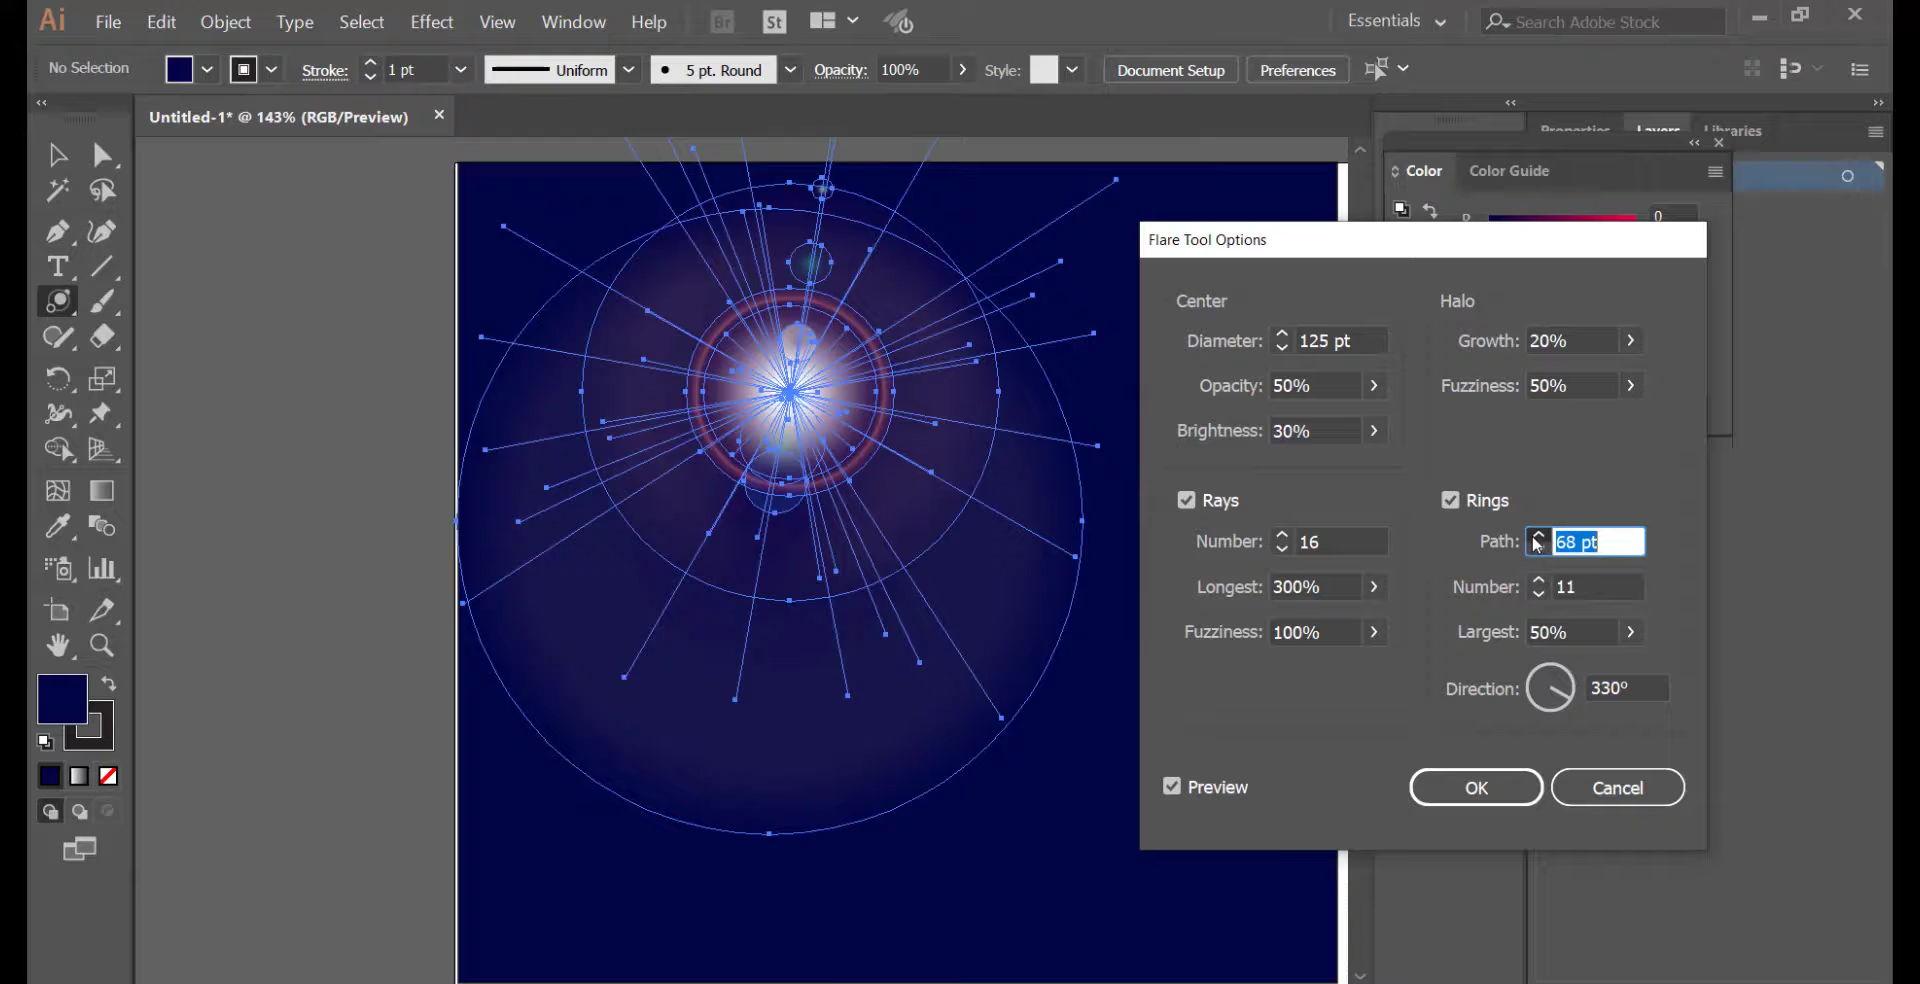 Ai File Edit Object Type Select Effect View Window Help Br St Essentials Search Adobe Stock
No Selection Stroke: 1 pt Uniform 5 pt. Round Opacity: 100% Style: Document Setup Preferences
Untitled-1* @ 143% (RGB/Preview)
Properties Layers Libraries
Color Color Guide
0
Flare Tool Options
Center Halo
Diameter: 125 pt Growth: 20%
Opacity: 50% Fuzziness: 50%
Brightness: 30%
Rays Rings
Number: 16 Path: 68 pt
Longest: 300% Number: 11
Fuzziness: 100% Largest: 50%
Direction: 330°
Preview OK Cancel